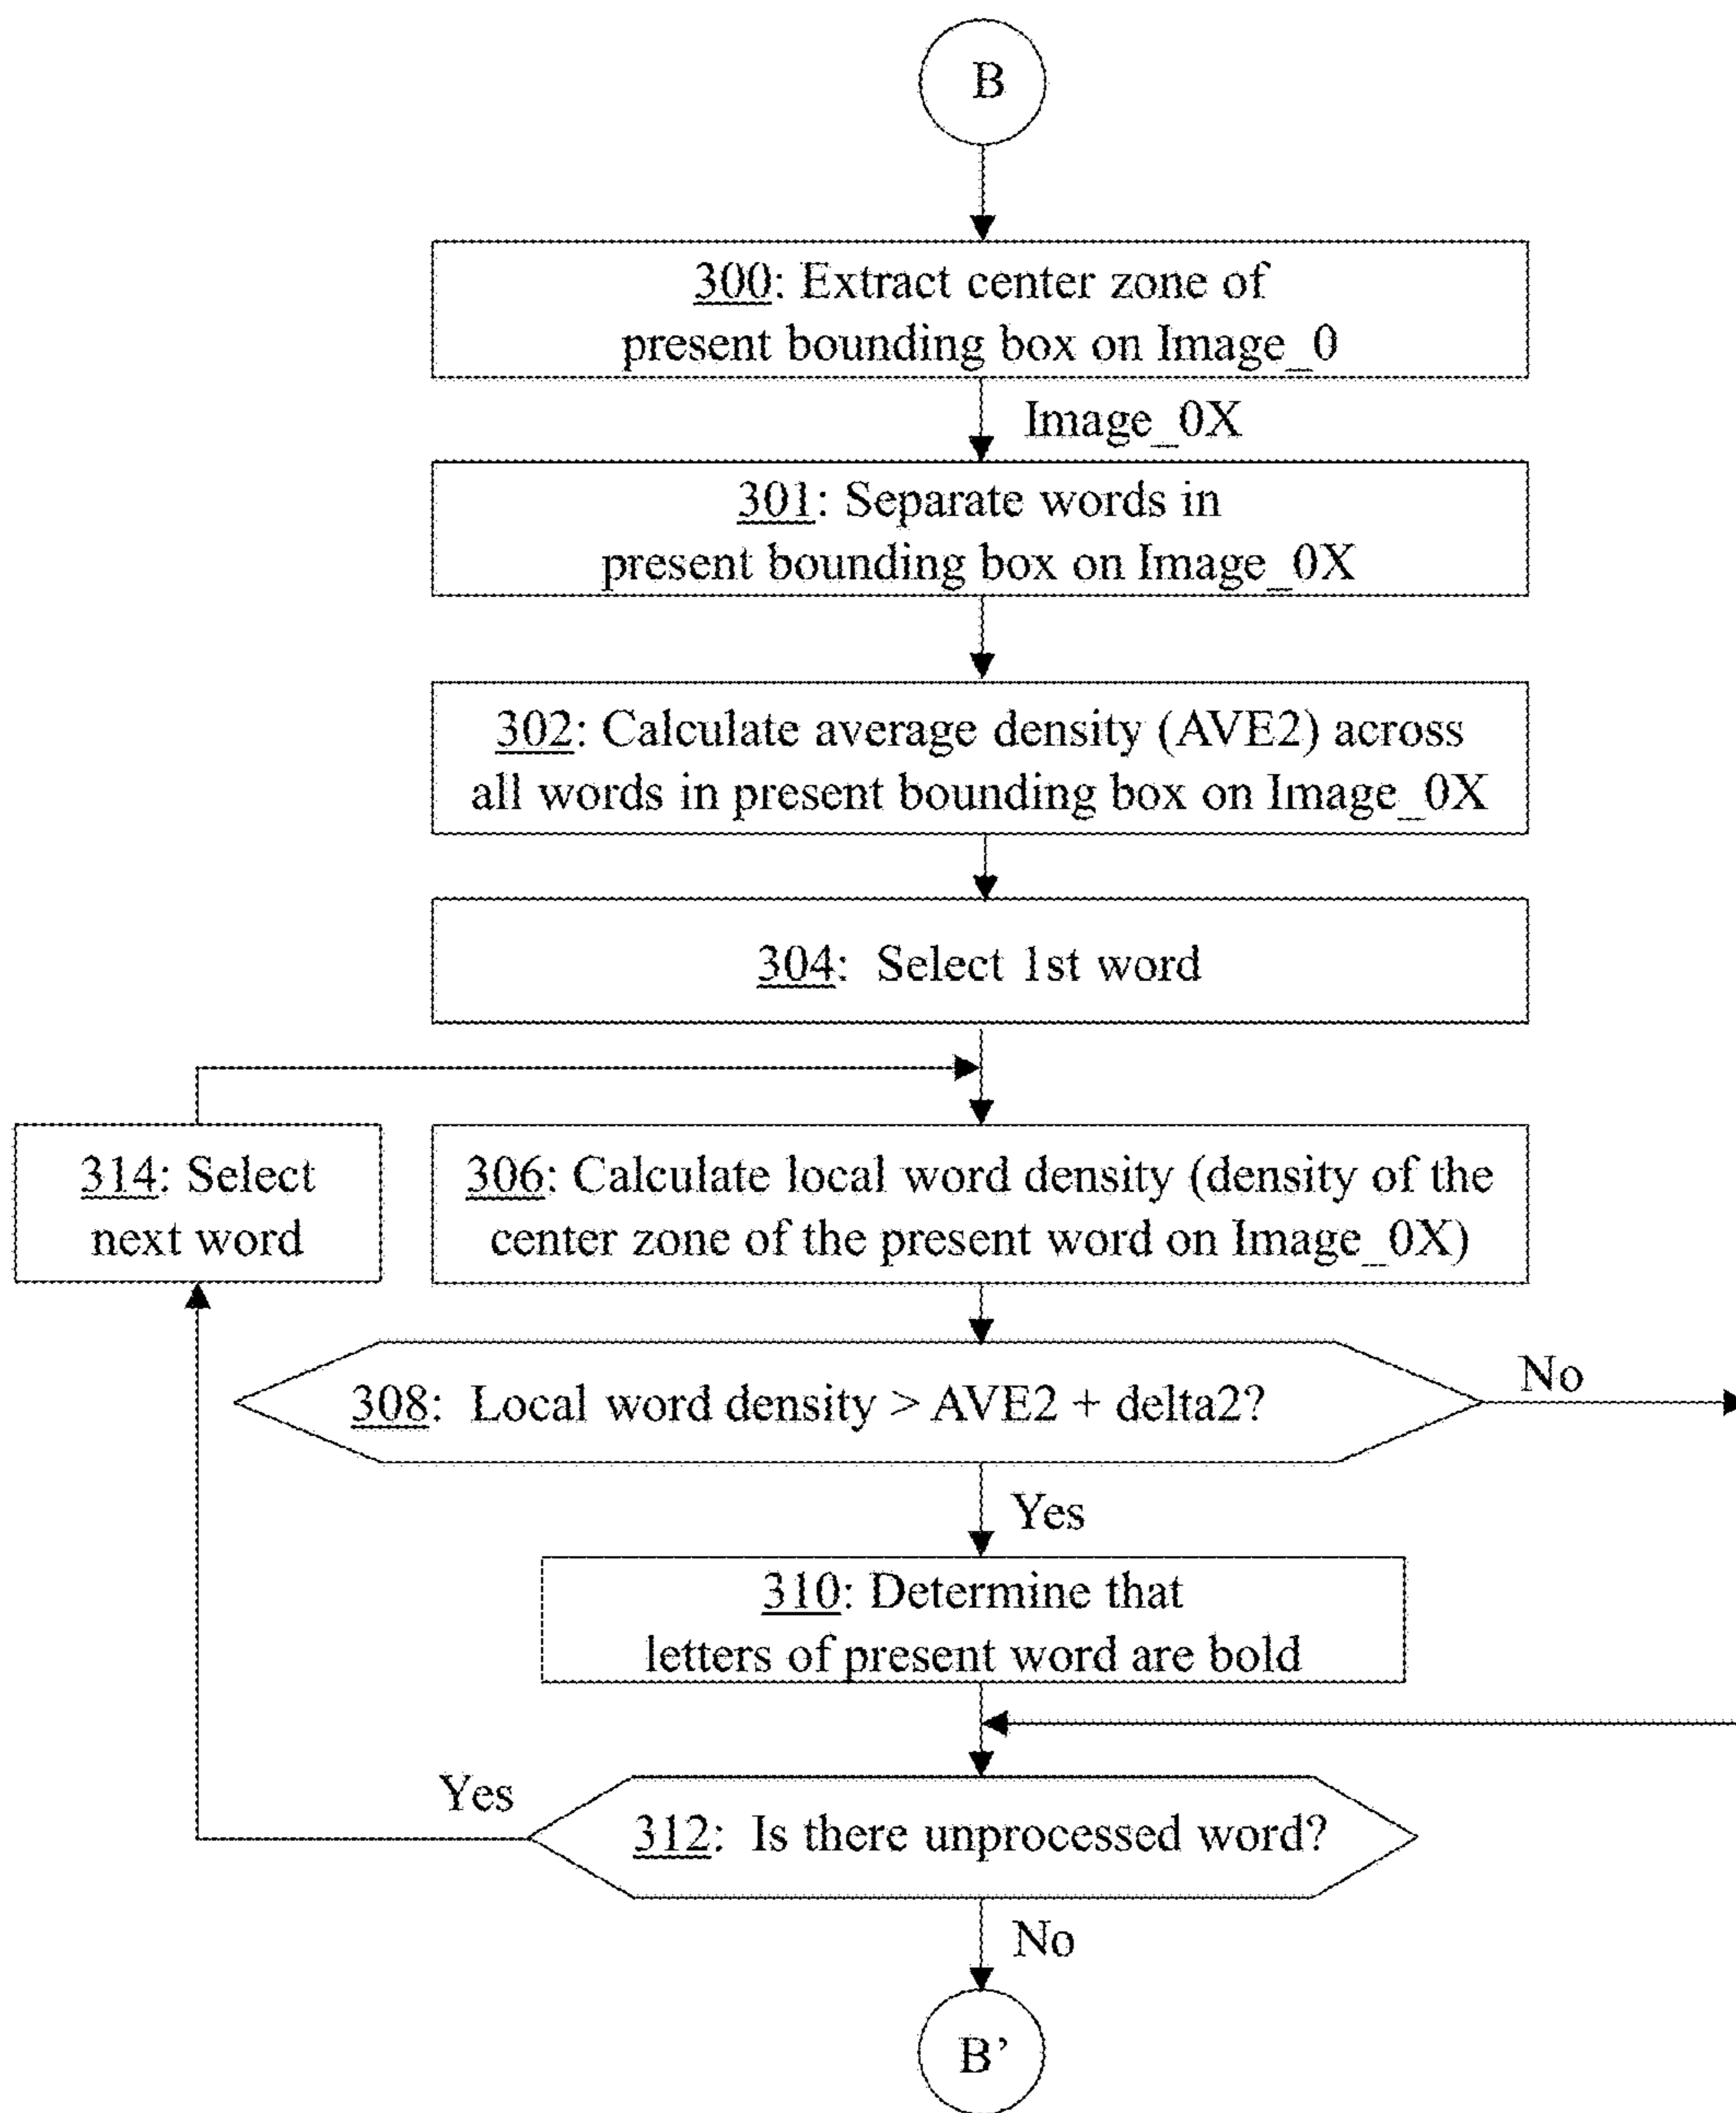 B
300: Extract center zone of
present bounding box on Image_0
Image_0X
301: Separate words in
present bounding box on Image_0X
302: Calculate average density (AVE2) across
all words in present bounding box on Image_0X
304: Select 1st word
314: Select
next word
306: Calculate local word density (density of the
center zone of the present word on Image_0X)
308: Local word density > AVE2 + delta2?
No
Yes
310: Determine that
letters of present word are bold
Yes
312: Is there unprocessed word?
No
B’